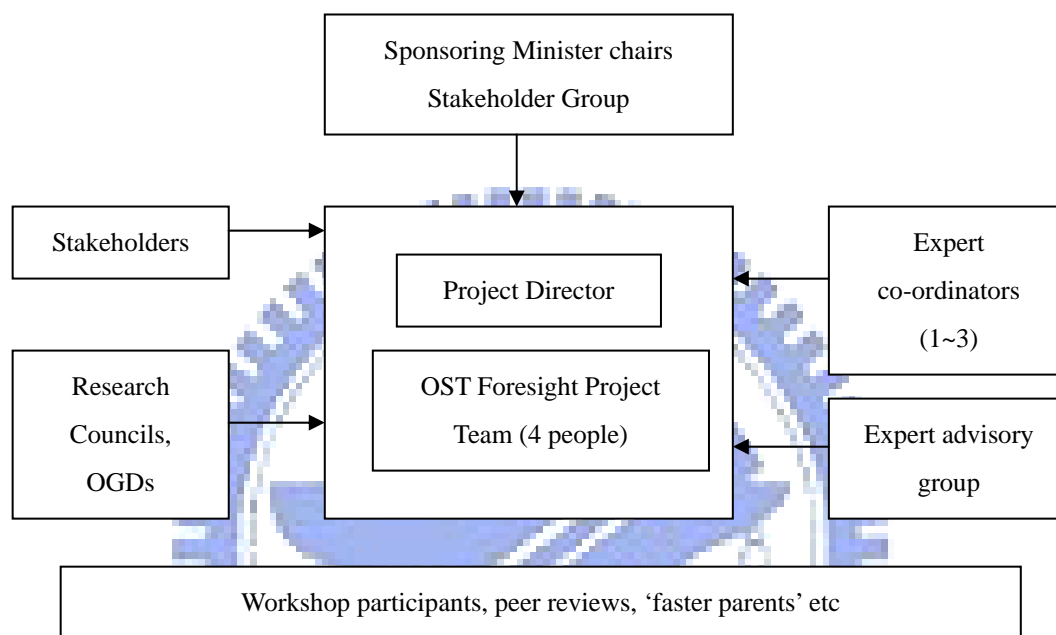 Sponsoring Minister chairs
Stakeholder Group
Stakeholders
Project Director
Expert
co-ordinators
(1~3)
Research
Councils,
OGDs
OST Foresight Project
Team (4 people)
Expert advisory
group
Workshop participants, peer reviews, ‘faster parents’ etc